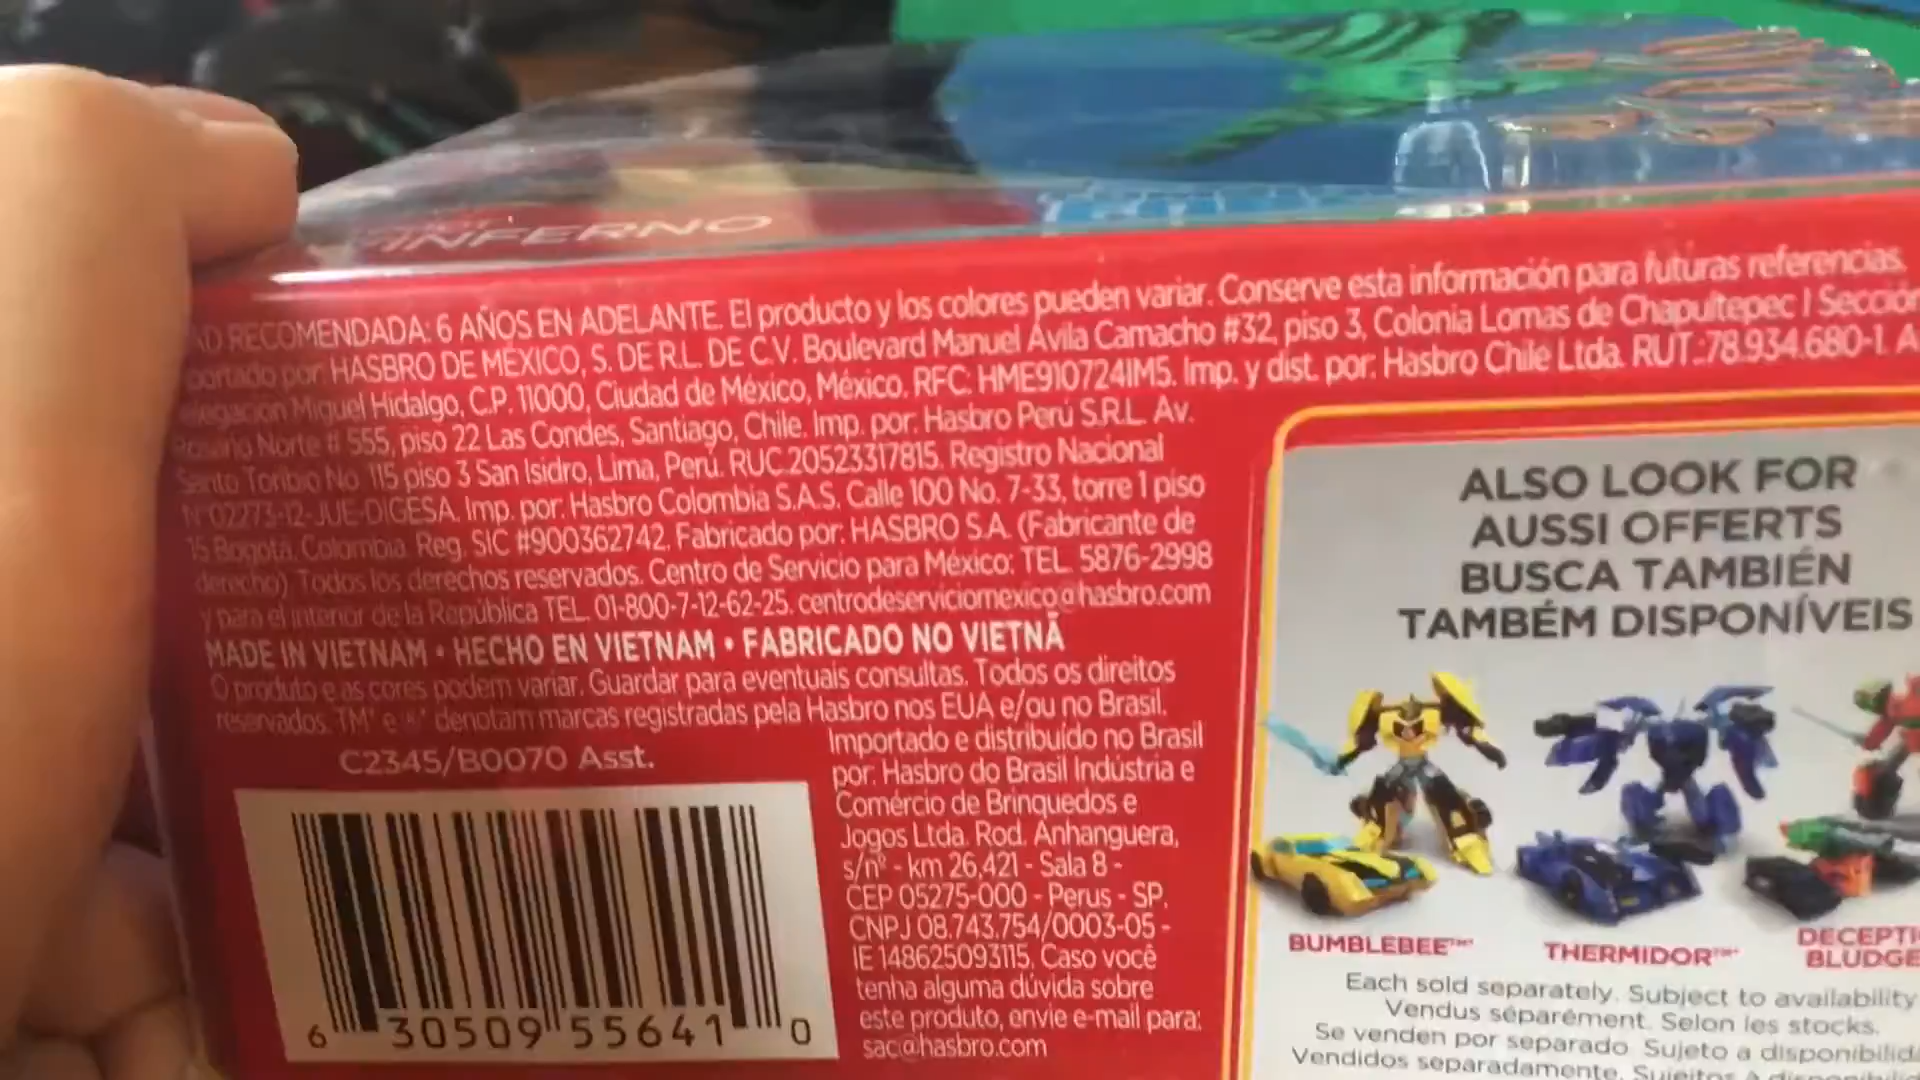 INFERNO
RECOMENDADA: 6 AÑOS EN ADELANTE. El producto y los colores pueden variar. Conserve esta información para futuras referencias.
por: HASBRO DE MÉXICO, S. DE R.L. DE C.V. Boulevard Manuel Ávila Camacho #32, piso 3, Colonia Lomas de Chapultepec I Sección
Miguel Hidalgo, C.P. 11000, Ciudad de México, México. RFC: HME910724IM5. Imp. y dist. por: Hasbro Chile Ltda. RUT.:78.934.680-1. A
Rosario Norte # 555, piso 22 Las Condes, Santiago, Chile. Imp. por: Hasbro Perú S.R.L. Av.
Santo Toribio No. 115 piso 3 San Isidro, Lima, Perú. RUC 20523317815. Registro Nacional
N°02273-12-JUE-DIGESA. Imp. por: Hasbro Colombia S.A.S. Calle 100 No. 7-33, torre 1 piso
15 Bogotá, Colombia. Reg. SIC #900362742. Fabricado por: HASBRO S.A. (Fabricante de
derecho). Todos los derechos reservados. Centro de Servicio para México: TEL. 5876-2998
y para el interior de la República TEL. 01-800-7-12-62-25. centrodeserviciomexico@hasbro.com
MADE IN VIETNAM • HECHO EN VIETNAM • FABRICADO NO VIETNÃ
O produto e as cores podem variar. Guardar para eventuais consultas. Todos os direitos
reservados. TM* e ®* denotam marcas registradas pela Hasbro nos EUA e/ou no Brasil.
C2345/B0070 Asst.
Importado e distribuído no Brasil
por: Hasbro do Brasil Indústria e
Comércio de Brinquedos e
Jogos Ltda. Rod. Anhanguera,
s/nº - km 26,421 - Sala 8 -
CEP 05275-000 - Perus - SP.
CNPJ 08.743.754/0003-05 -
IE 148625093115. Caso você
tenha alguma dúvida sobre
este produto, envie e-mail para:
sac@hasbro.com
6 30509 55641 0
ALSO LOOK FOR
AUSSI OFFERTS
BUSCA TAMBIÉN
TAMBÉM DISPONÍVEIS
BUMBLEBEE™*
THERMIDOR™*
DECEPTI
BLUDGE
Each sold separately. Subject to availability
Vendus séparément. Selon les stocks.
Se venden por separado. Sujeto a disponibilid
Vendidos separadamente.